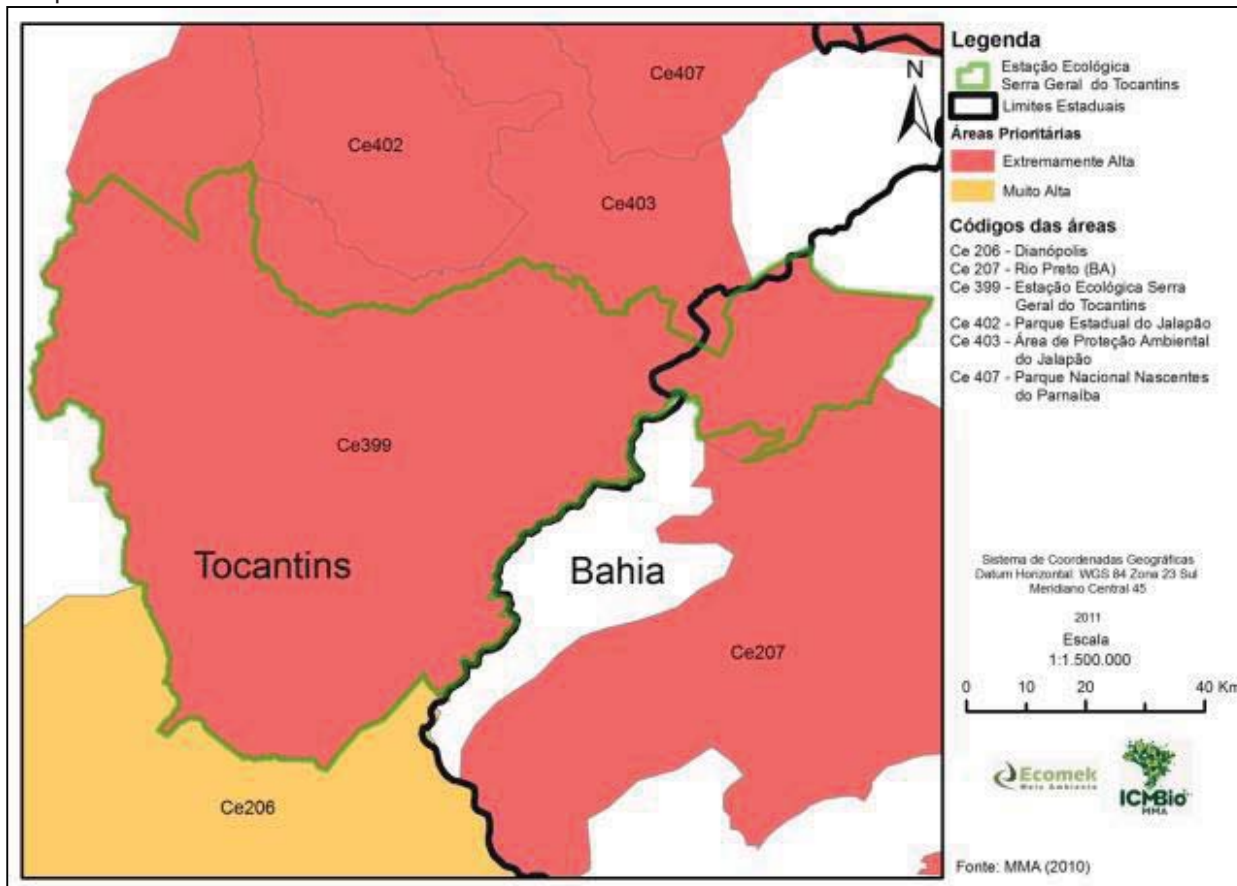 Ce407
Ce402
Ce403
Ce399
Tocantins
Bahia
Ce207
Ce206
Legenda
Estação Ecológica
Serra Geral do Tocantins
Limites Estaduais
N
Áreas Prioritárias
Extremamente Alta
Muito Alta
Códigos das áreas
Ce 206 - Dianópolis
Ce 207 - Rio Preto (BA)
Ce 399 - Estação Ecológica Serra
Geral do Tocantins
Ce 402 - Parque Estadual do Jalapão
Ce 403 - Área de Proteção Ambiental
do Jalapão
Ce 407 - Parque Nacional Nascentes
do Parnaíba
Sistema de Coordenadas Geográficas
Datum Horizontal: WGS 84 Zona 23 Sul
Meridiano Central 45
2011
Escala
1:1.500.000
0 10 20 40 Km
Ecomek
Meio Ambiente
ICMBio
MMA
Fonte: MMA (2010)